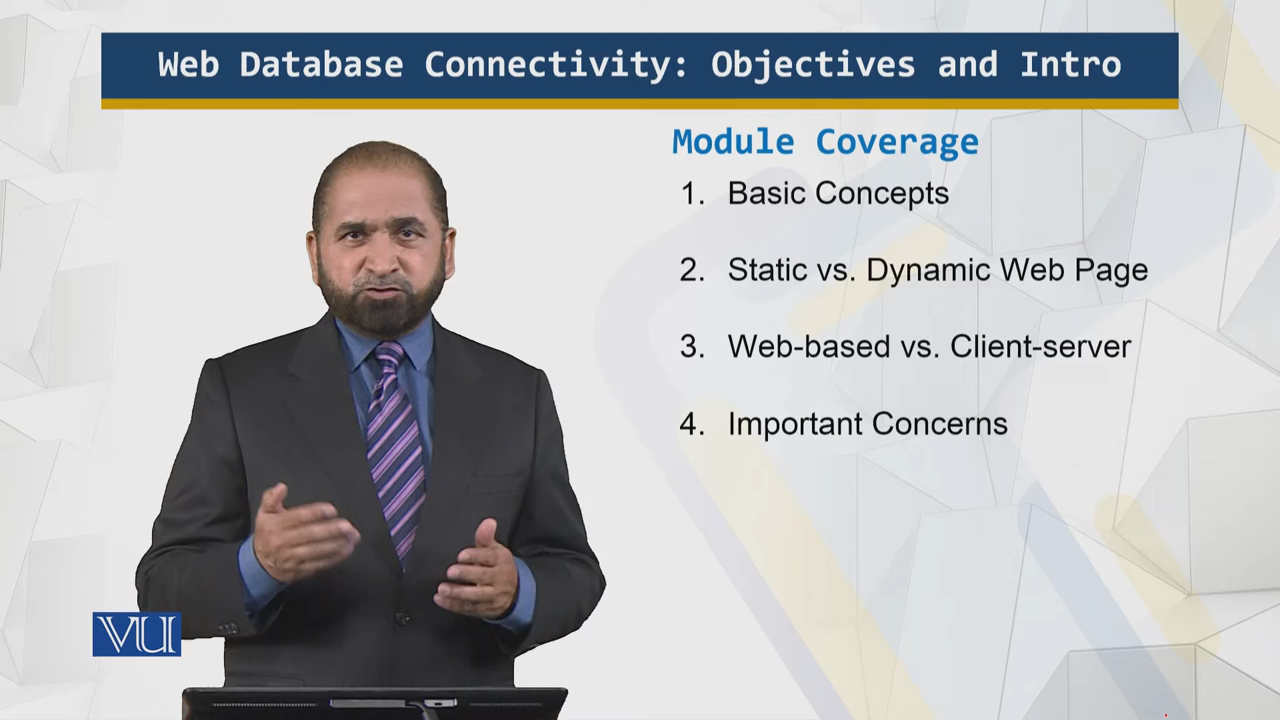 Web Database Connectivity: Objectives and Intro
Module Coverage
1. Basic Concepts
2. Static vs. Dynamic Web Page
3. Web-based vs. Client-server
4. Important Concerns
VU